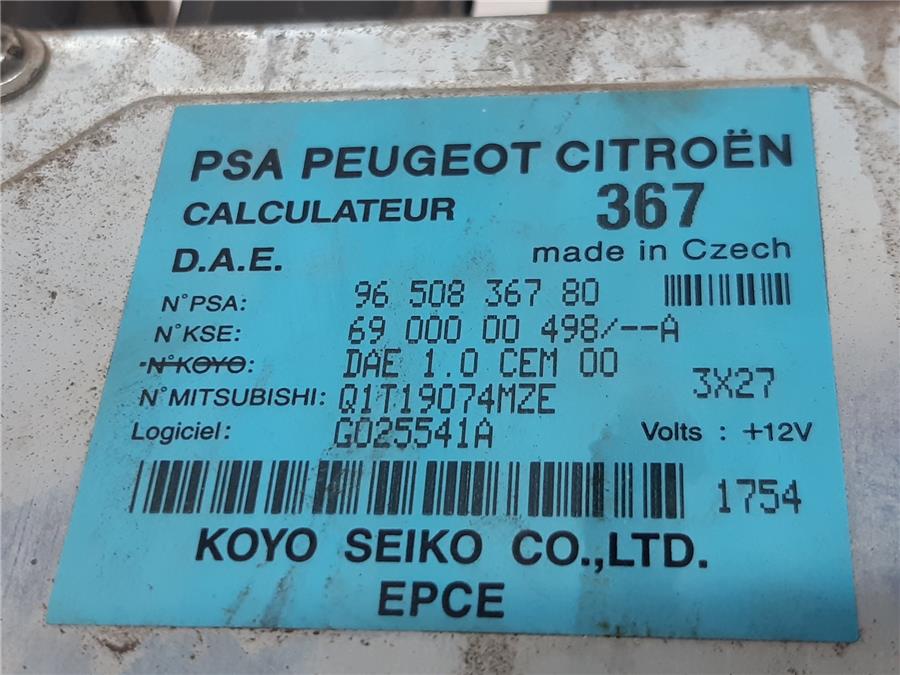 PSA PEUGEOT CITROËN
CALCULATEUR 367
D.A.E. made in Czech
N°PSA: 96 508 367 80
N°KSE: 69 000 00 498/--A
N°KOYO: DAE 1.0 CEM 00
3X27
N°MITSUBISHI: Q1T19074MZE
Logiciel: G025541A Volts : +12V
1754
KOYO SEIKO CO.,LTD.
EPCE